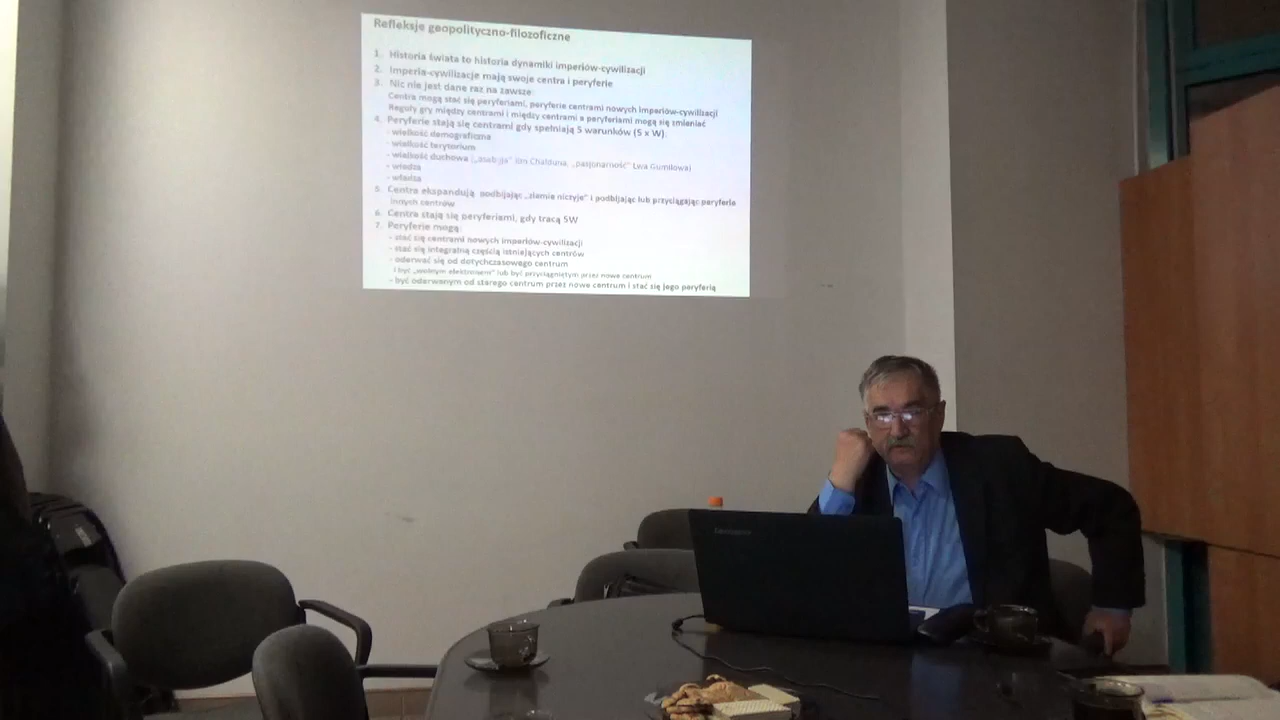 Refleksje geopolityczno-filozoficzne
1. Historia świata to historia dynamiki imperiów-cywilizacji
2. Imperia-cywilizacje mają swoje centra i peryferie
3. Nic nie jest dane raz na zawsze:
Centra mogą stać się peryferiami, peryferie centrami nowych imperiów-cywilizacji
Reguły gry między centrami i między centrami a peryferiami mogą się zmieniać
4. Peryferie stają się centrami gdy spełniają 5 warunków (5 x W):
- wielkość demograficzna
- wielkość terytorium
- wielkość duchowa („asabijja" Ibn Chalduna, „pasjonarność" Lwa Gumilowa)
- wiedza
- władza
5. Centra ekspandują podbijając „ziemie niczyje" i podbijając lub przyciągając peryferie
innych centrów
6. Centra stają się peryferiami, gdy tracą 5W
7. Peryferie mogą:
- stać się centrami nowych imperiów-cywilizacji
- stać się integralną częścią istniejących centrów
- oderwać się od dotychczasowego centrum
i być „wolnym elektronem" lub być przyciągniętym przez nowe centrum
- być oderwanym od starego centrum przez nowe centrum i stać się jego peryferią